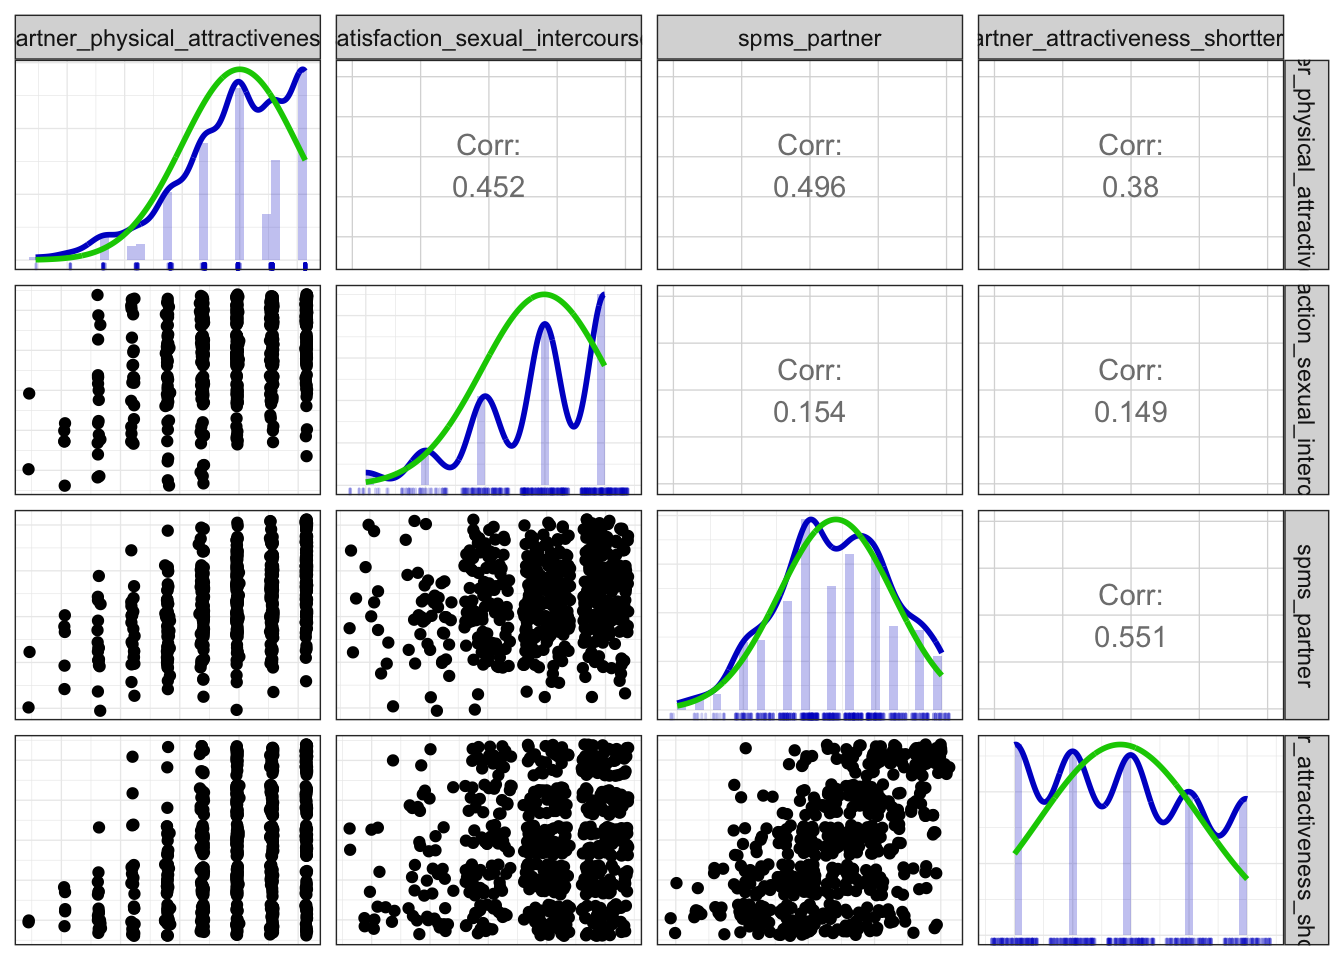 artner_physical_attractivenes
atisfaction_sexual_intercours
spms_partner
artner_attractiveness_shortter
Corr:
0.452
Corr:
0.496
Corr:
0.38
er_physical_attractiv
Corr:
0.154
Corr:
0.149
action_sexual_interc
Corr:
0.551
spms_partner
r_attractiveness_sho